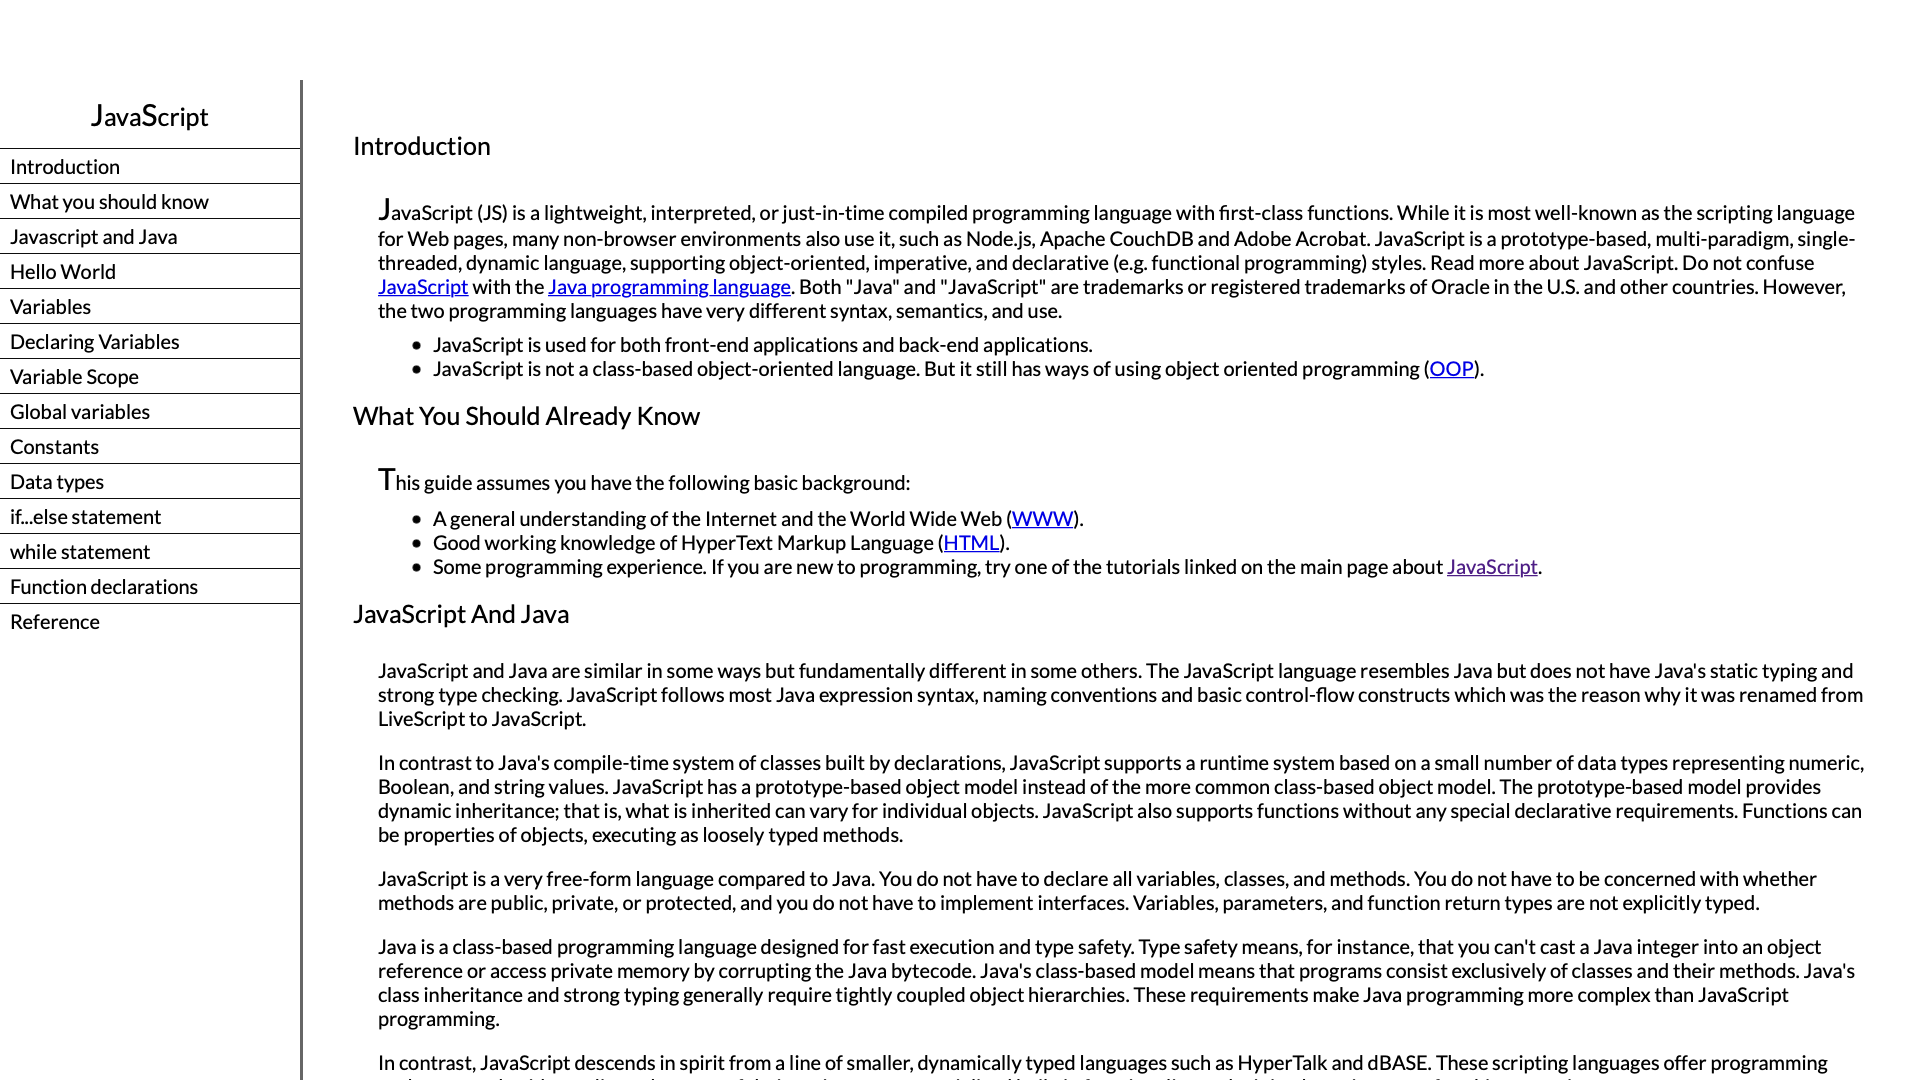 JavaScript
Introduction
What you should know
Javascript and Java
Hello World
Variables
Declaring Variables
Variable Scope
Global variables
Constants
Data types
if...else statement
while statement
Function declarations
Reference
Introduction
JavaScript (JS) is a lightweight, interpreted, or just-in-time compiled programming language with first-class functions. While it is most well-known as the scripting language
for Web pages, many non-browser environments also use it, such as Node.js, Apache CouchDB and Adobe Acrobat. JavaScript is a prototype-based, multi-paradigm, single-
threaded, dynamic language, supporting object-oriented, imperative, and declarative (e.g. functional programming) styles. Read more about JavaScript. Do not confuse
JavaScript with the Java programming language. Both "Java" and "JavaScript" are trademarks or registered trademarks of Oracle in the U.S. and other countries. However,
the two programming languages have very different syntax, semantics, and use.
• JavaScript is used for both front-end applications and back-end applications.
• JavaScript is not a class-based object-oriented language. But it still has ways of using object oriented programming (OOP).
What You Should Already Know
This guide assumes you have the following basic background:
• A general understanding of the Internet and the World Wide Web (WWW).
• Good working knowledge of HyperText Markup Language (HTML).
• Some programming experience. If you are new to programming, try one of the tutorials linked on the main page about JavaScript.
JavaScript And Java
JavaScript and Java are similar in some ways but fundamentally different in some others. The JavaScript language resembles Java but does not have Java's static typing and
strong type checking. JavaScript follows most Java expression syntax, naming conventions and basic control-flow constructs which was the reason why it was renamed from
LiveScript to JavaScript.
In contrast to Java's compile-time system of classes built by declarations, JavaScript supports a runtime system based on a small number of data types representing numeric,
Boolean, and string values. JavaScript has a prototype-based object model instead of the more common class-based object model. The prototype-based model provides
dynamic inheritance; that is, what is inherited can vary for individual objects. JavaScript also supports functions without any special declarative requirements. Functions can
be properties of objects, executing as loosely typed methods.
JavaScript is a very free-form language compared to Java. You do not have to declare all variables, classes, and methods. You do not have to be concerned with whether
methods are public, private, or protected, and you do not have to implement interfaces. Variables, parameters, and function return types are not explicitly typed.
Java is a class-based programming language designed for fast execution and type safety. Type safety means, for instance, that you can't cast a Java integer into an object
reference or access private memory by corrupting the Java bytecode. Java's class-based model means that programs consist exclusively of classes and their methods. Java's
class inheritance and strong typing generally require tightly coupled object hierarchies. These requirements make Java programming more complex than JavaScript
programming.
In contrast, JavaScript descends in spirit from a line of smaller, dynamically typed languages such as HyperTalk and dBASE. These scripting languages offer programming